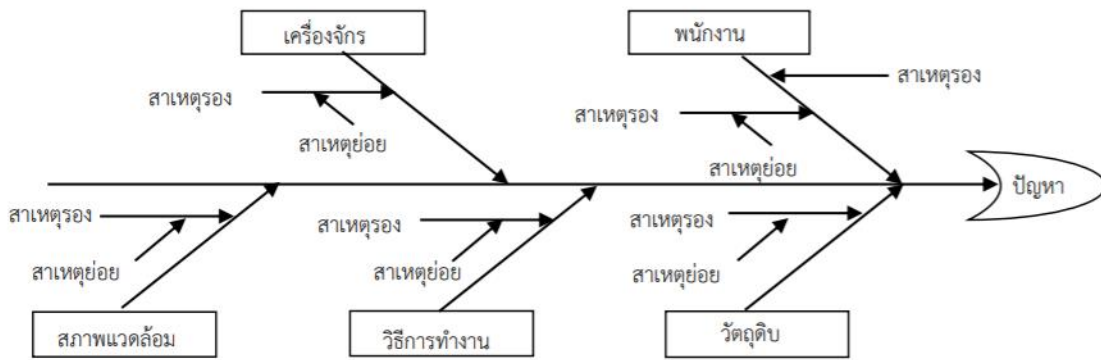 เครื่องจักร
พนักงาน
สาเหตุรอง
สาเหตุรอง
สาเหตุรอง
สาเหตุย่อย
สาเหตุย่อย
ปัญหา
สาเหตุรอง
สาเหตุรอง
สาเหตุรอง
สาเหตุย่อย
สาเหตุย่อย
สาเหตุย่อย
สภาพแวดล้อม
วิธีการทำงาน
วัตถุดิบ